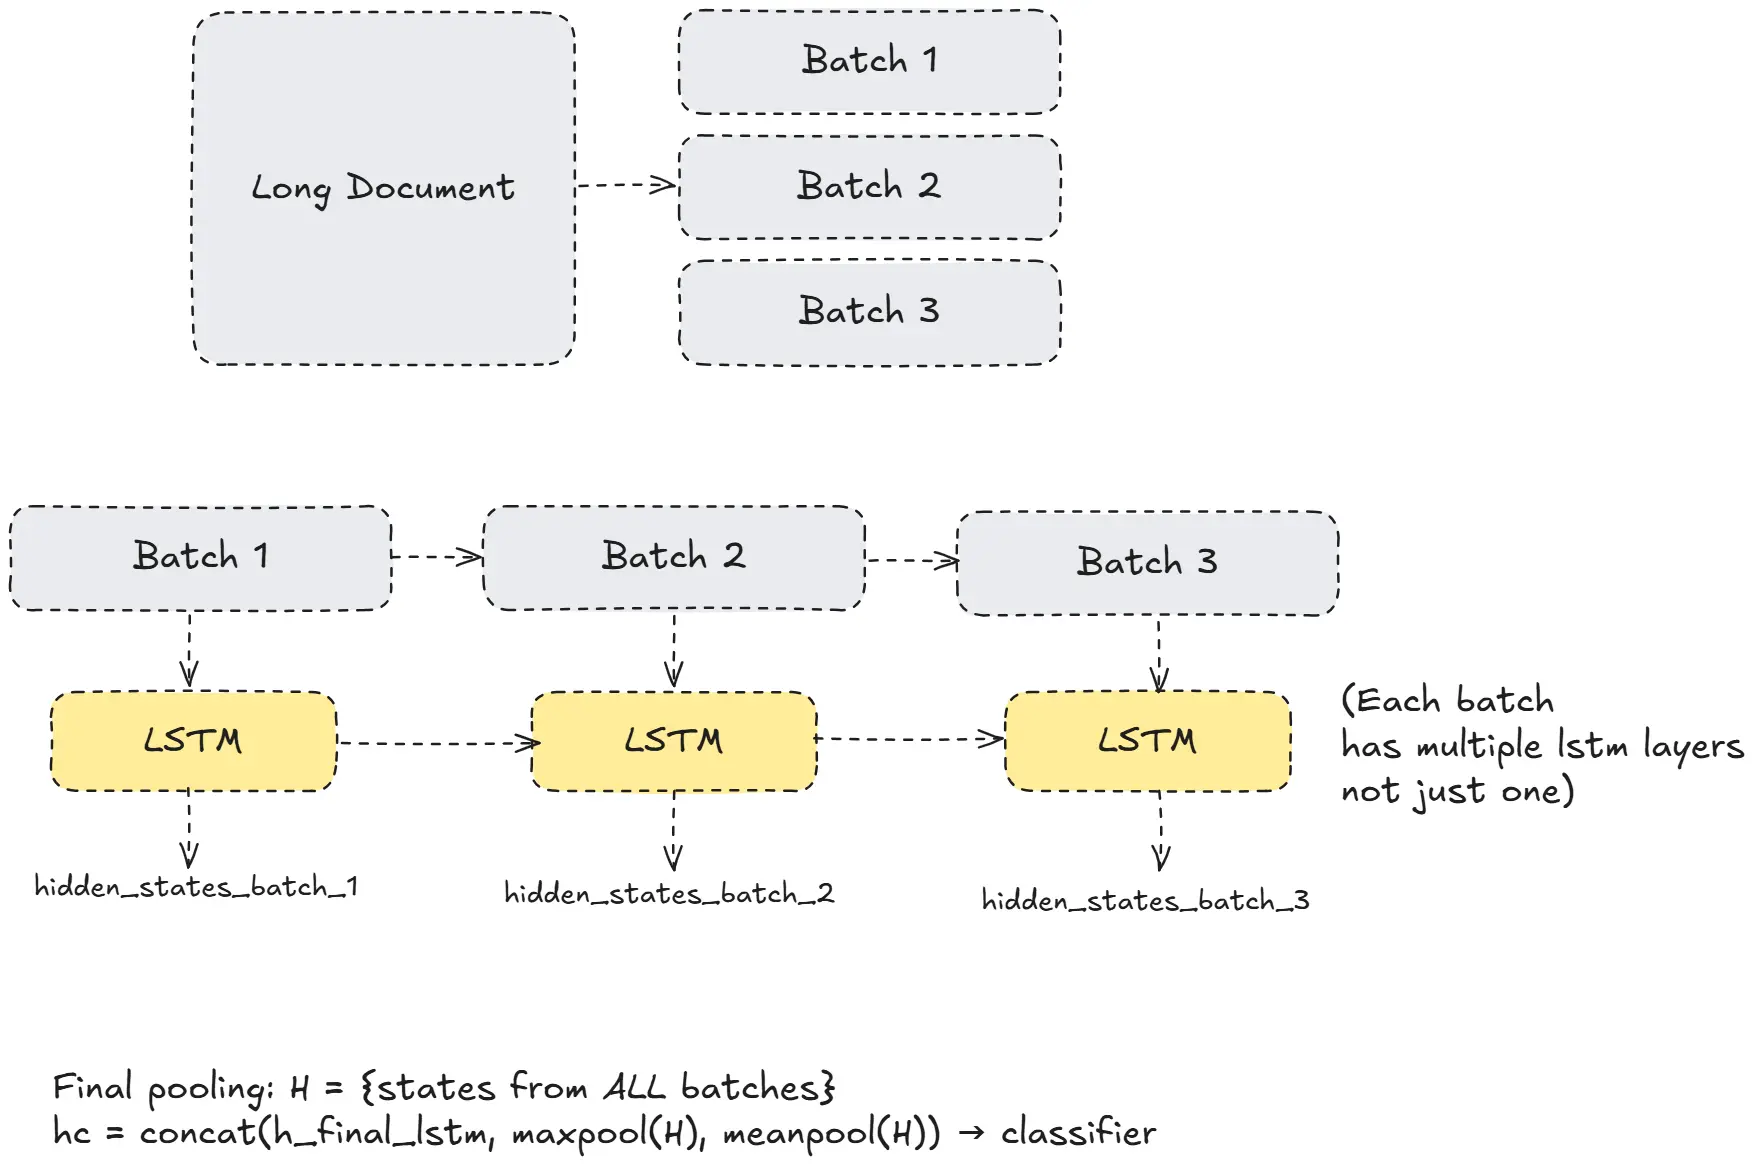 Long Document
Batch 1
Batch 2
Batch 3
Batch 1
Batch 2
Batch 3
LSTM
LSTM
LSTM
(Each batch
has multiple lstm layers
not just one)
hidden_states_batch_1
hidden_states_batch_2
hidden_states_batch_3
Final pooling: H = {states from ALL batches}
hc = concat(h_final_lstm, maxpool(H), meanpool(H)) → classifier